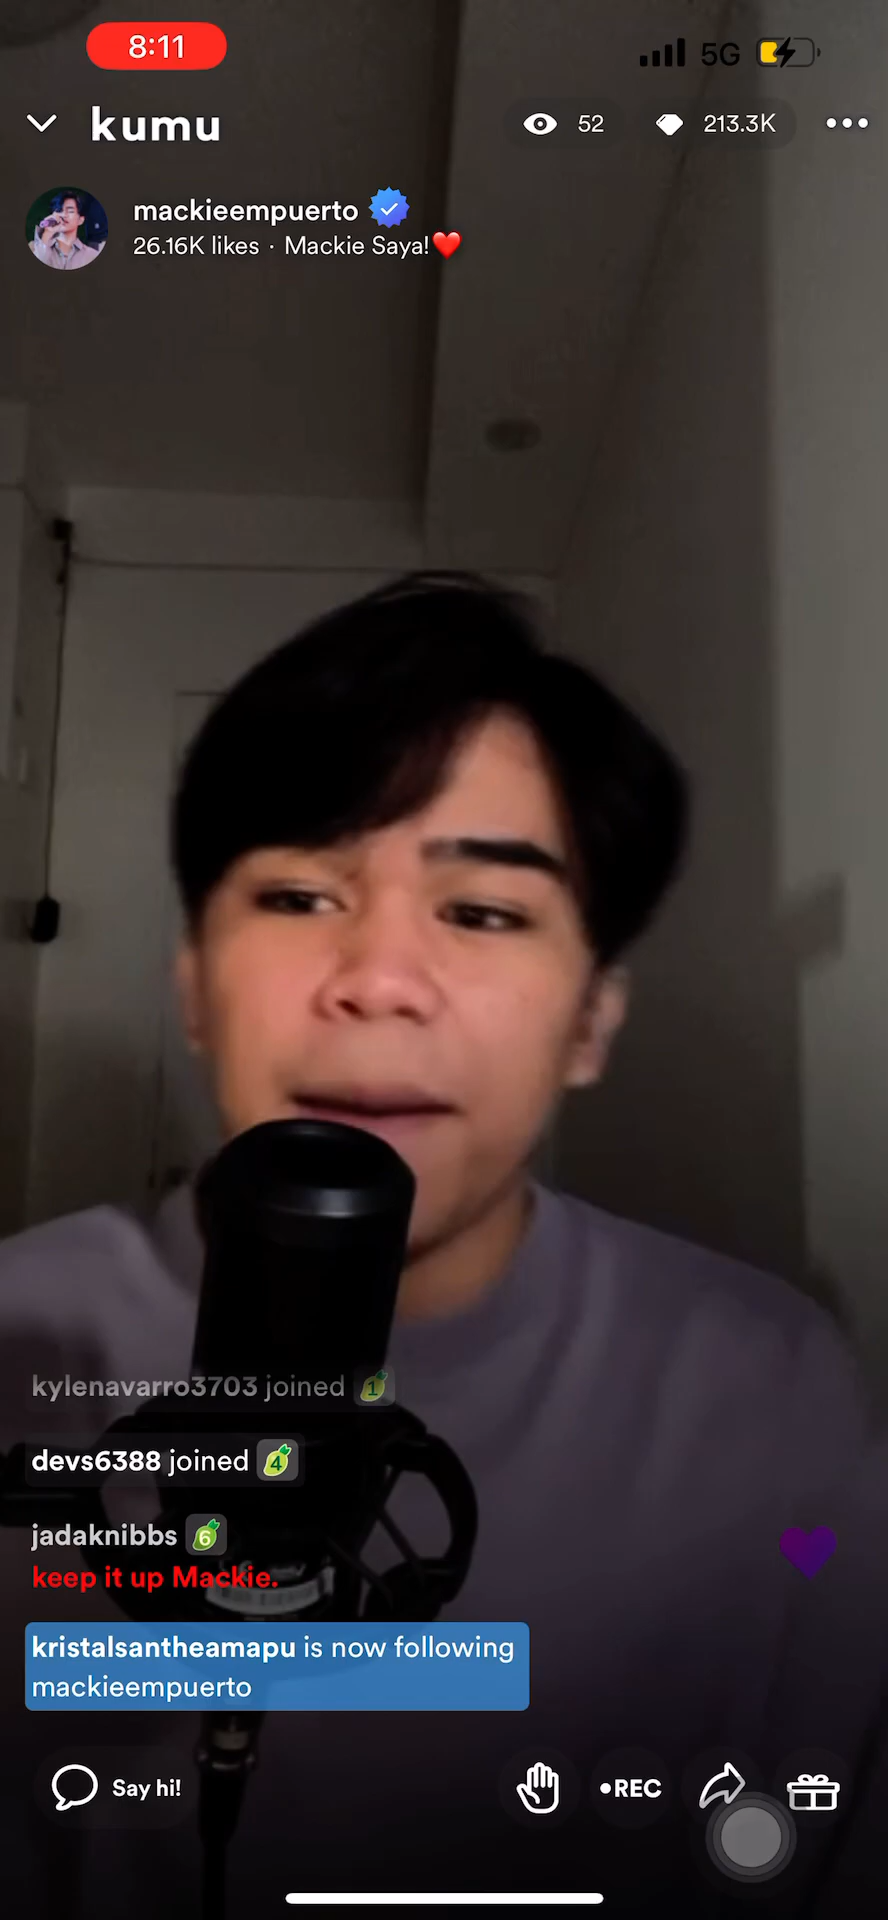 8:11
5G
kumu
52
213.3K
mackieempuerto
26.16K likes · Mackie Saya!❤️
kylenavarro3703 joined 1
devs6388 joined 4
jadaknibbs 6
keep it up Mackie.
kristalsantheamapu is now following
mackieempuerto
Say hi!
•REC